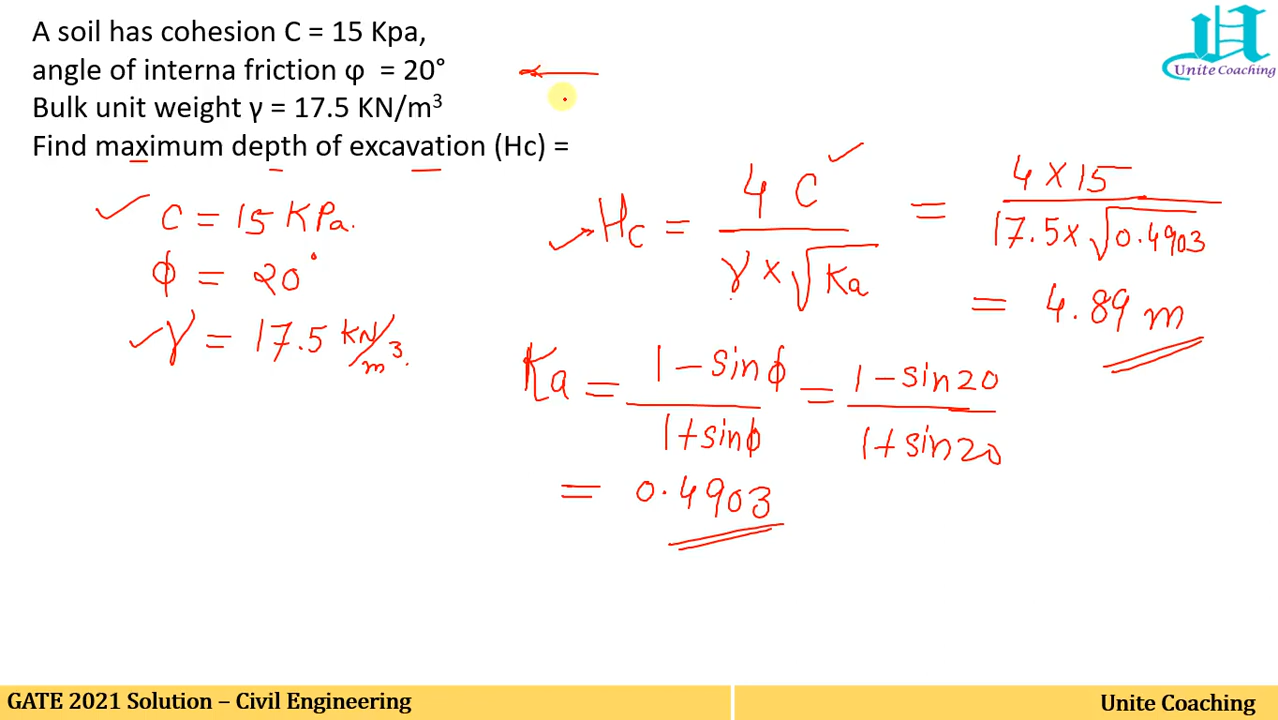 A soil has cohesion C = 15 Kpa,
angle of interna friction φ = 20°
Bulk unit weight γ = 17.5 KN/m³
Find maximum depth of excavation (Hc) =
Unite Coaching
C = 15 KPa.
ϕ = 20°
γ = 17.5 kN/m³.
Hc = 4 C / γ × √Ka = 4 × 15 / 17.5 × √0.4903
= 4.89 m
Ka = 1 - sinϕ / 1 + sinϕ = 1 - sin20 / 1 + sin20
= 0.4903
GATE 2021 Solution – Civil Engineering
Unite Coaching